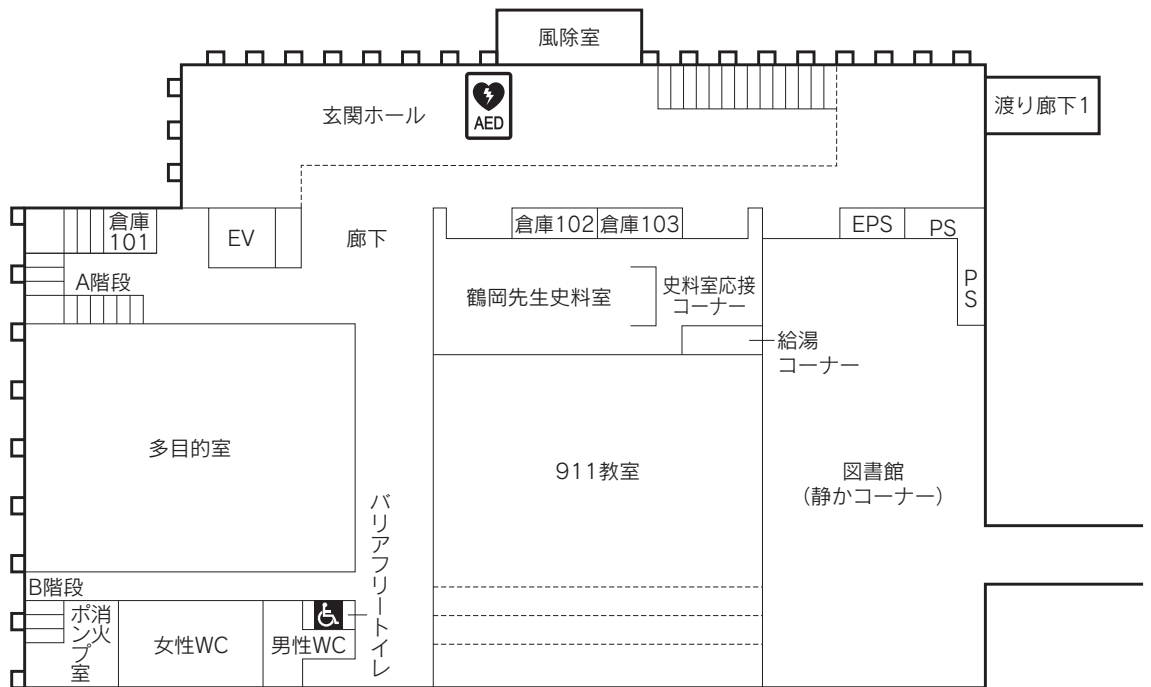 風除室
玄関ホール
AED
渡り廊下1
倉庫
101
EV
廊下
倉庫102
倉庫103
EPS
PS
PS
A階段
鶴岡先生史料室
史料室応接
コーナー
給湯
コーナー
多目的室
911教室
図書館
(静かコーナー)
バリアフリートイレ
B階段
消火
ポンプ室
女性WC
男性WC